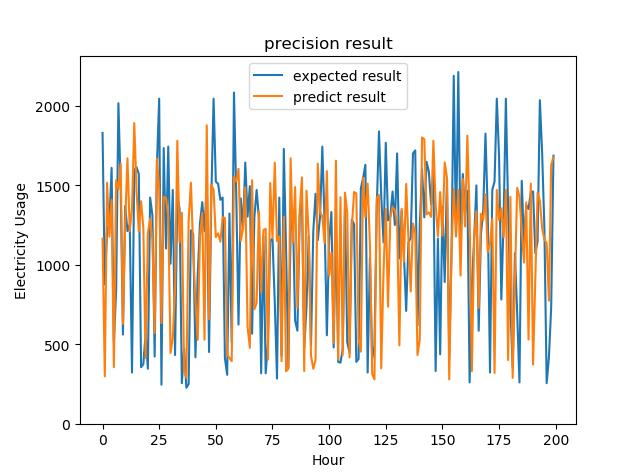 precision result
expected result
predict result
Electricity Usage
2000
1500
1000
500
0
0 25 50 75 100 125 150 175 200
Hour